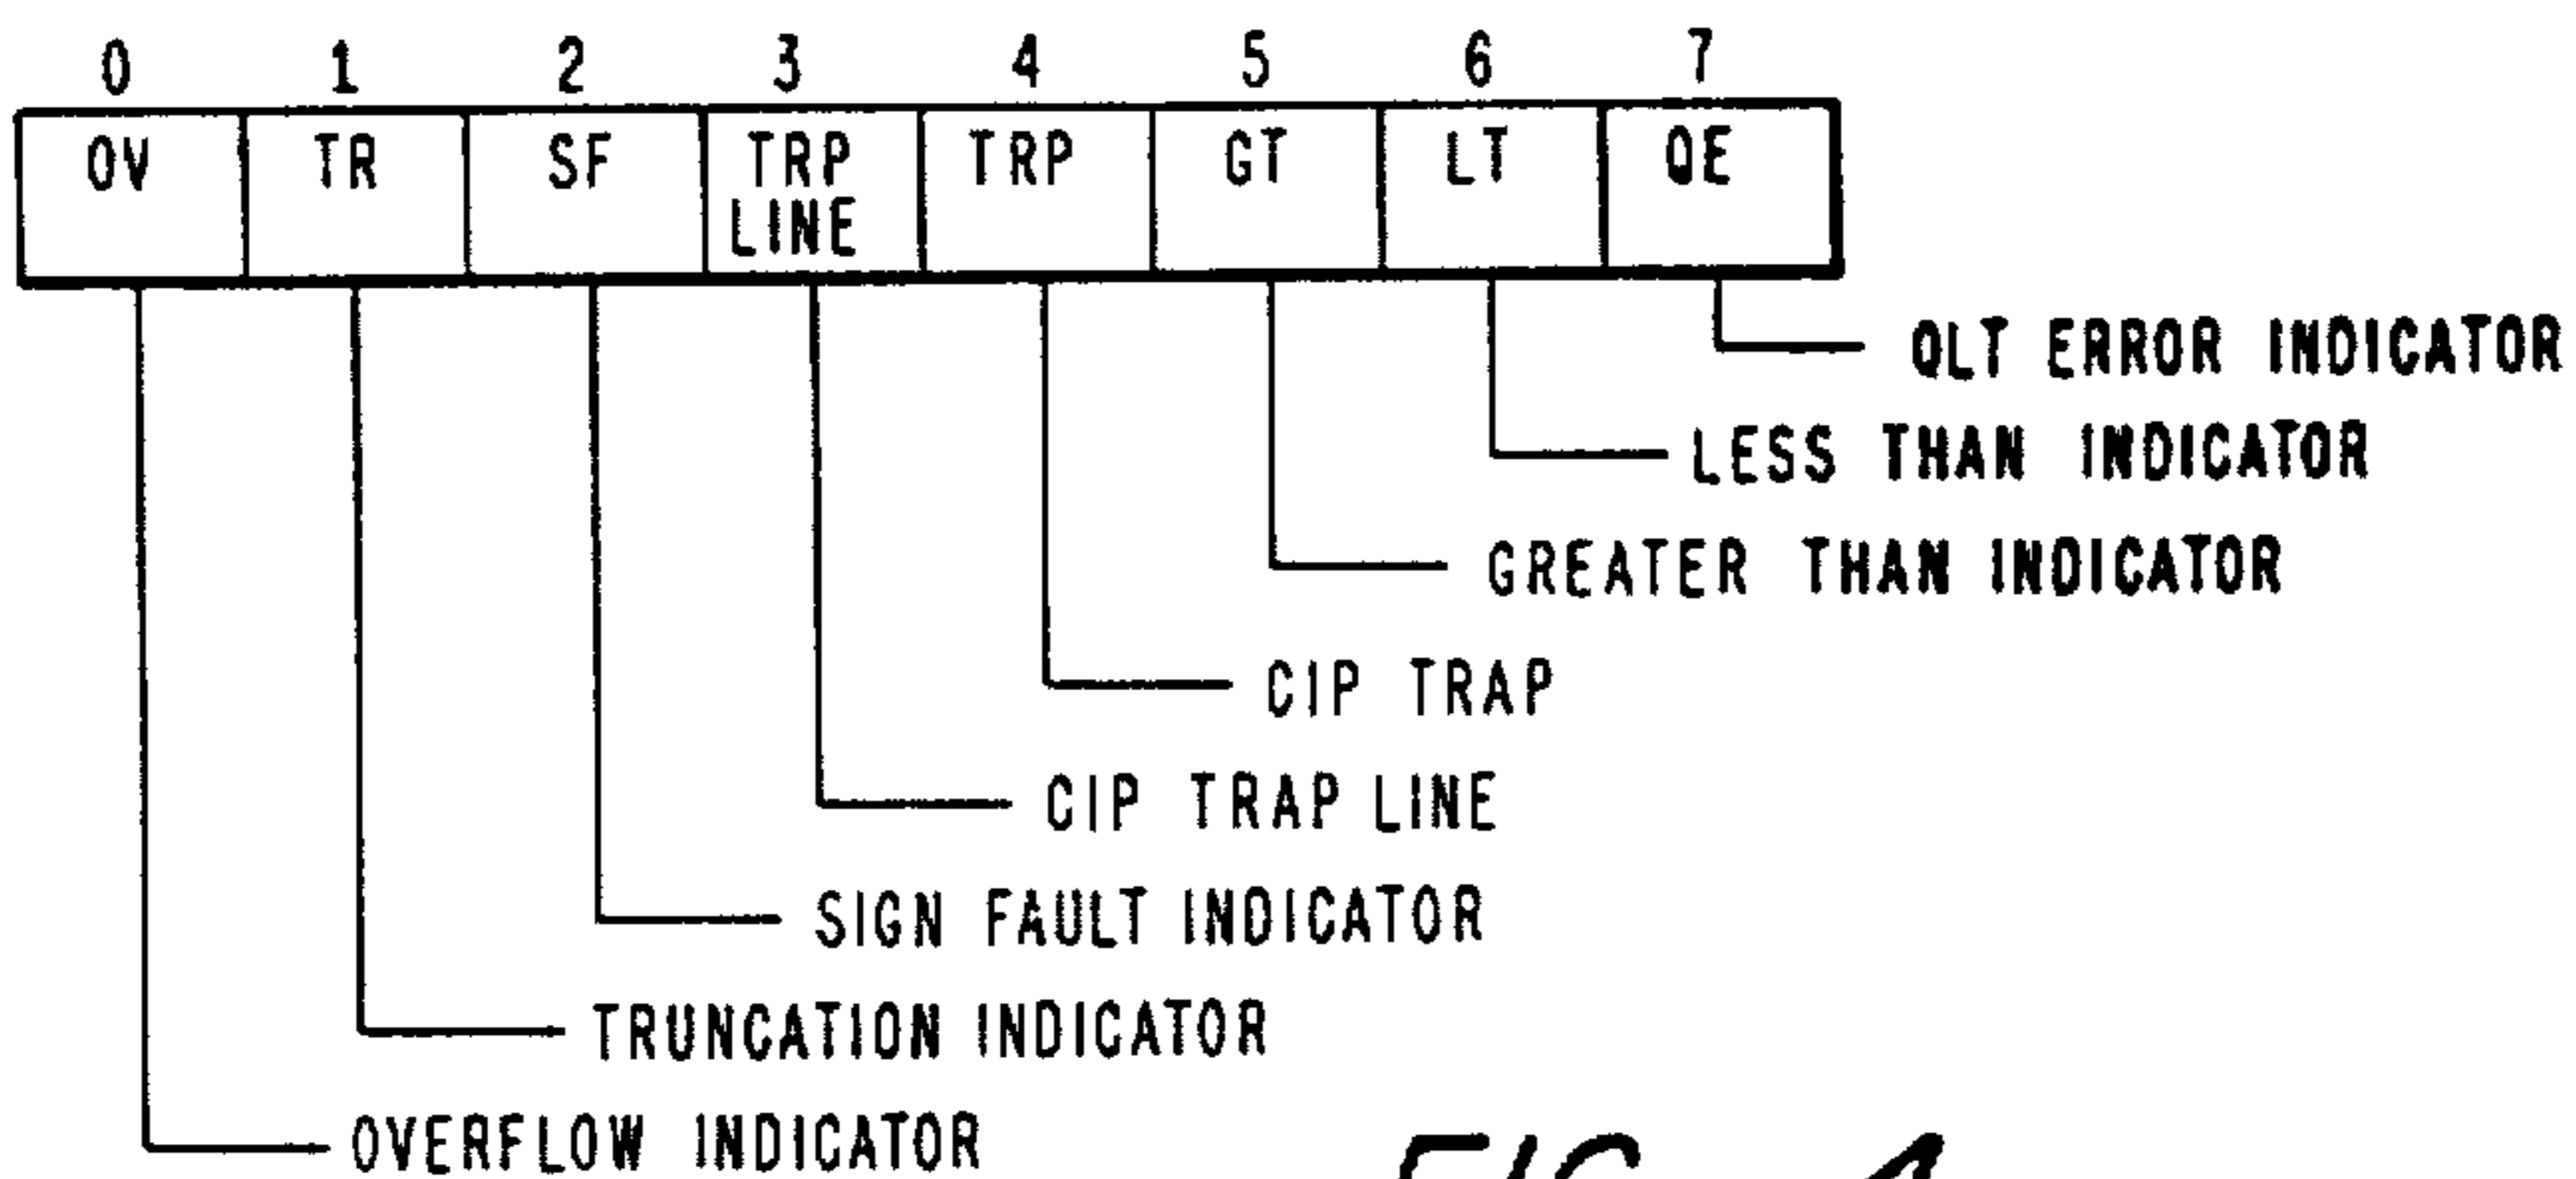 0 1 2 3 4 5 6 7
OV TR SF TRP LINE TRP GT LT QE
QLT ERROR INDICATOR
LESS THAN INDICATOR
GREATER THAN INDICATOR
CIP TRAP
CIP TRAP LINE
SIGN FAULT INDICATOR
TRUNCATION INDICATOR
OVERFLOW INDICATOR